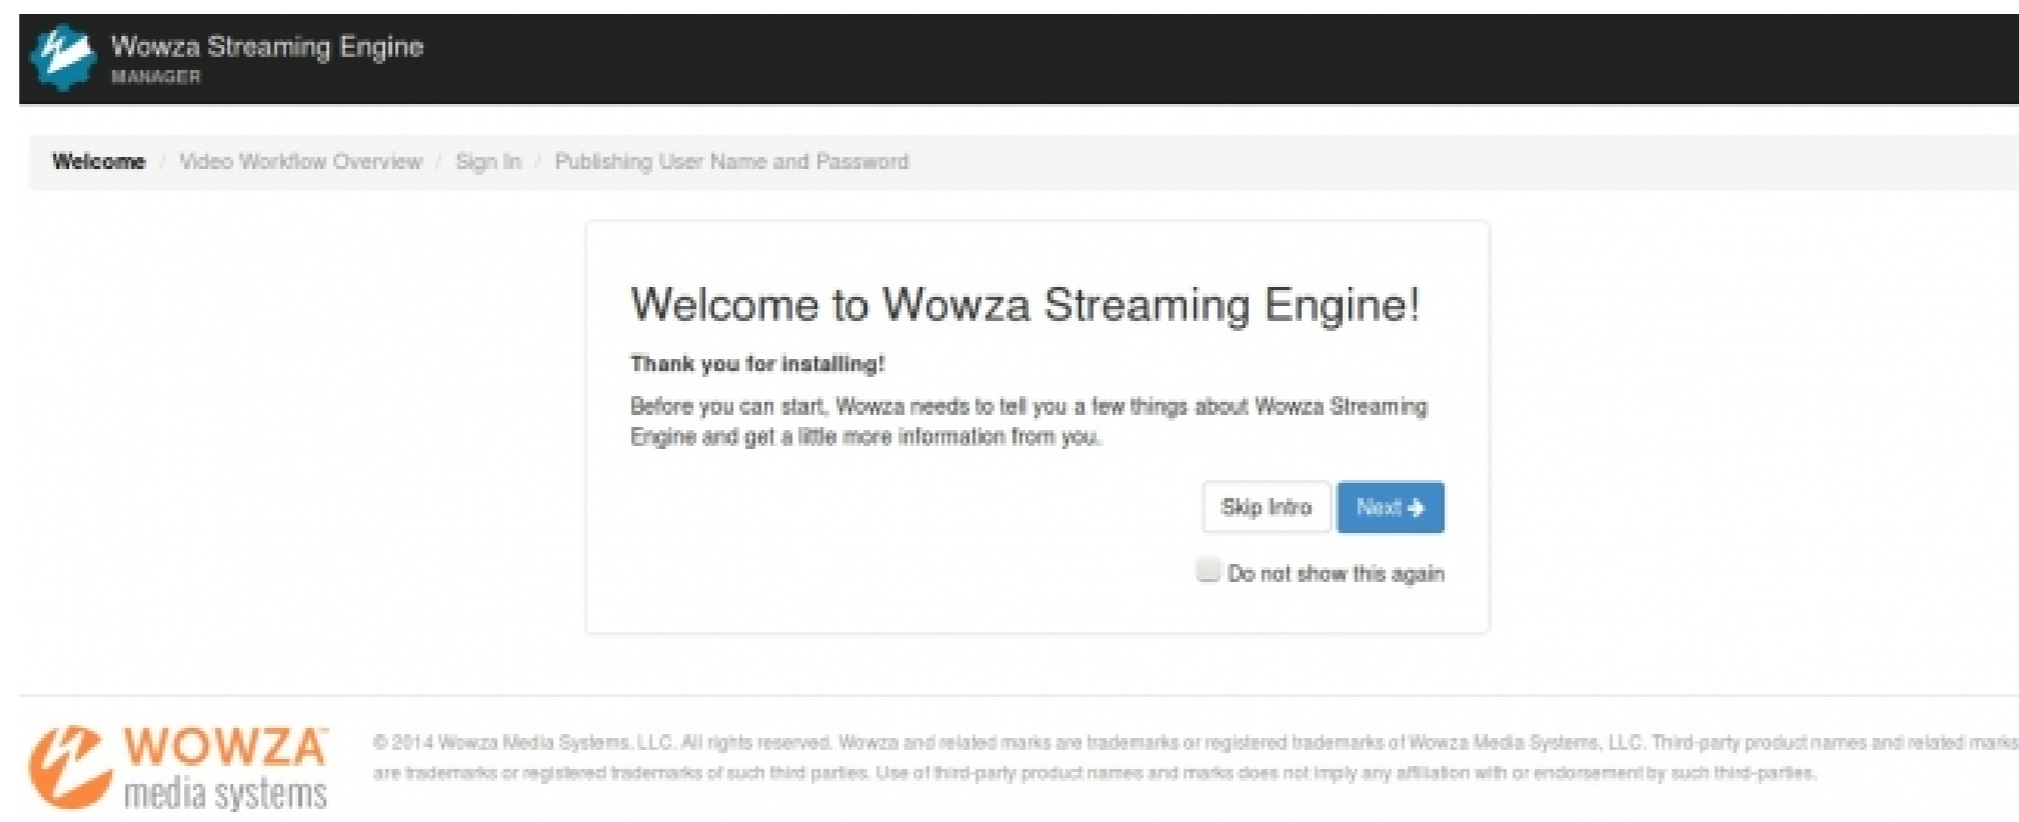 Wowza Streaming Engine
MANAGER
Welcome / Video Workflow Overview / Sign In / Publishing User Name and Password
Welcome to Wowza Streaming Engine!
Thank you for installing!
Before you can start, Wowza needs to tell you a few things about Wowza Streaming
Engine and get a little more information from you.
Skip Intro Next
Do not show this again
WOWZA™
media systems
© 2014 Wowza Media Systems, LLC. All rights reserved. Wowza and related marks are trademarks or registered trademarks of Wowza Media Systems, LLC. Third-party product names and related marks
are trademarks or registered trademarks of such third parties. Use of third-party product names and marks does not imply any affiliation with or endorsement by such third-parties.